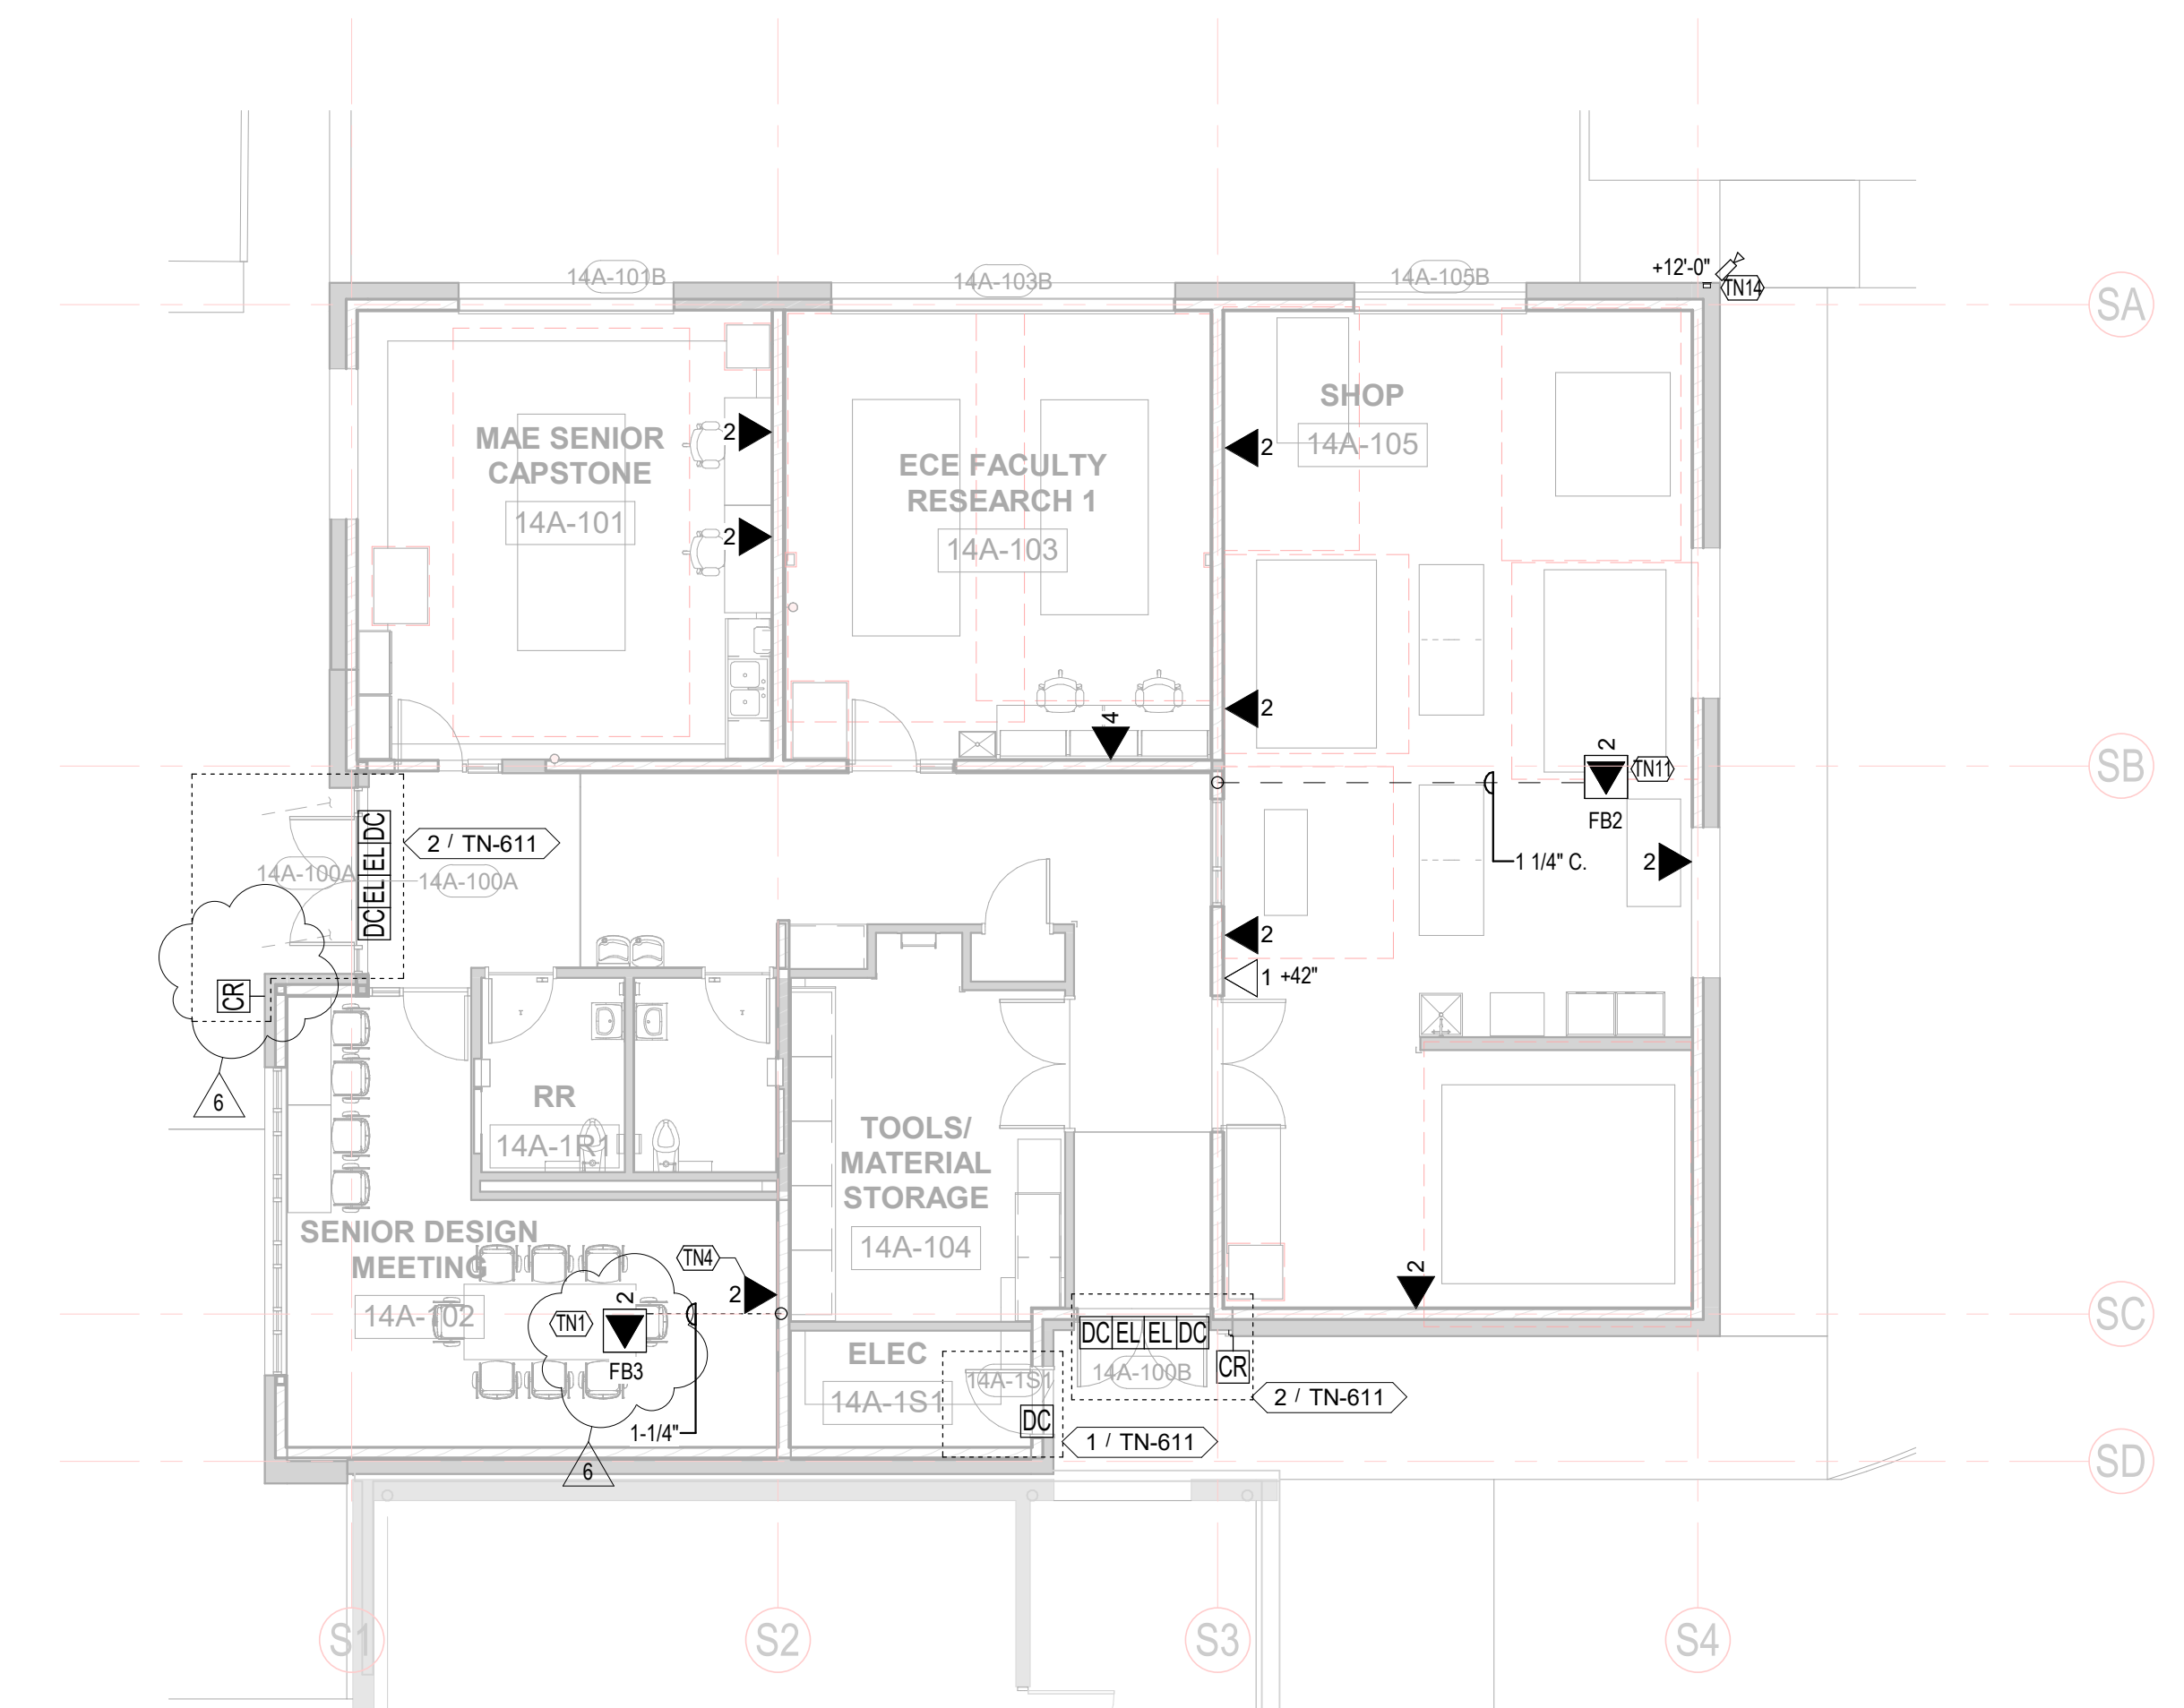 14A-101B
14A-103B
14A-105B
+12'-0"
TN14
SA
MAE SENIOR
CAPSTONE
14A-101
2
2
ECE FACULTY
RESEARCH 1
14A-103
4
SHOP
14A-105
2
2
2
TN11
FB2
SB
1 1/4" C.
2
2
1 +42"
DC
EL
EL
DC
2 / TN-611
14A-100A
14A-100A
CR
6
RR
14A-1R1
TOOLS/
MATERIAL
STORAGE
14A-104
SENIOR DESIGN
MEETING
14A-102
TN4
2
TN1
2
FB3
1-1/4"
6
2
SC
ELEC
14A-1S1
14A-1S1
DC
1 / TN-611
DC
EL
EL
DC
14A-100B
CR
2 / TN-611
SD
S1
S2
S3
S4